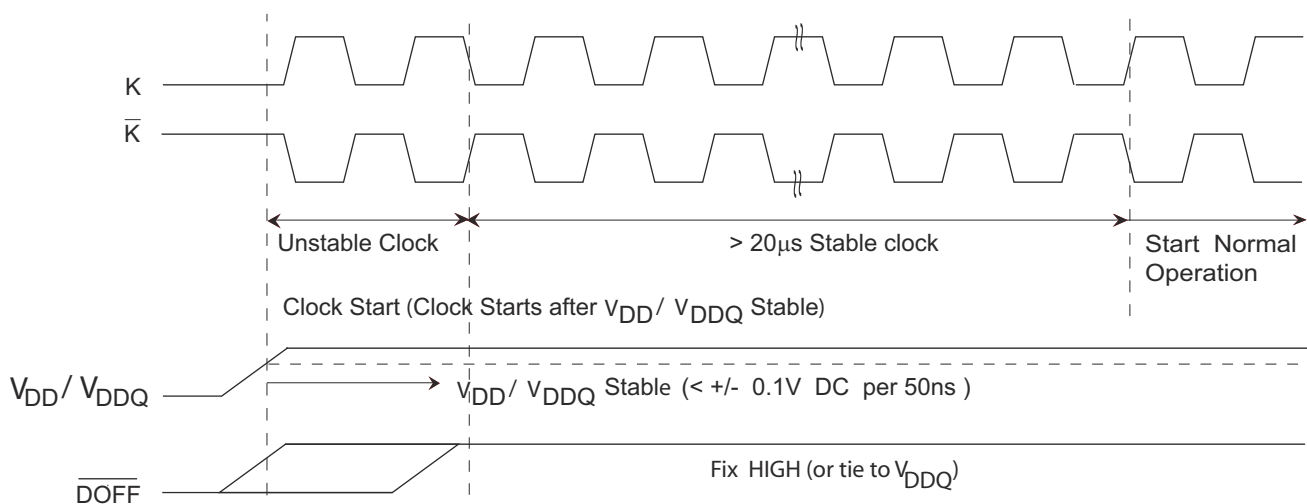 K
K̅
Unstable Clock
> 20μs Stable clock
Start Normal
Operation
Clock Start (Clock Starts after VDD/ VDDQ Stable)
VDD/ VDDQ
VDD/ VDDQ Stable (< +/- 0.1V DC per 50ns )
DOFF
Fix HIGH (or tie to VDDQ)